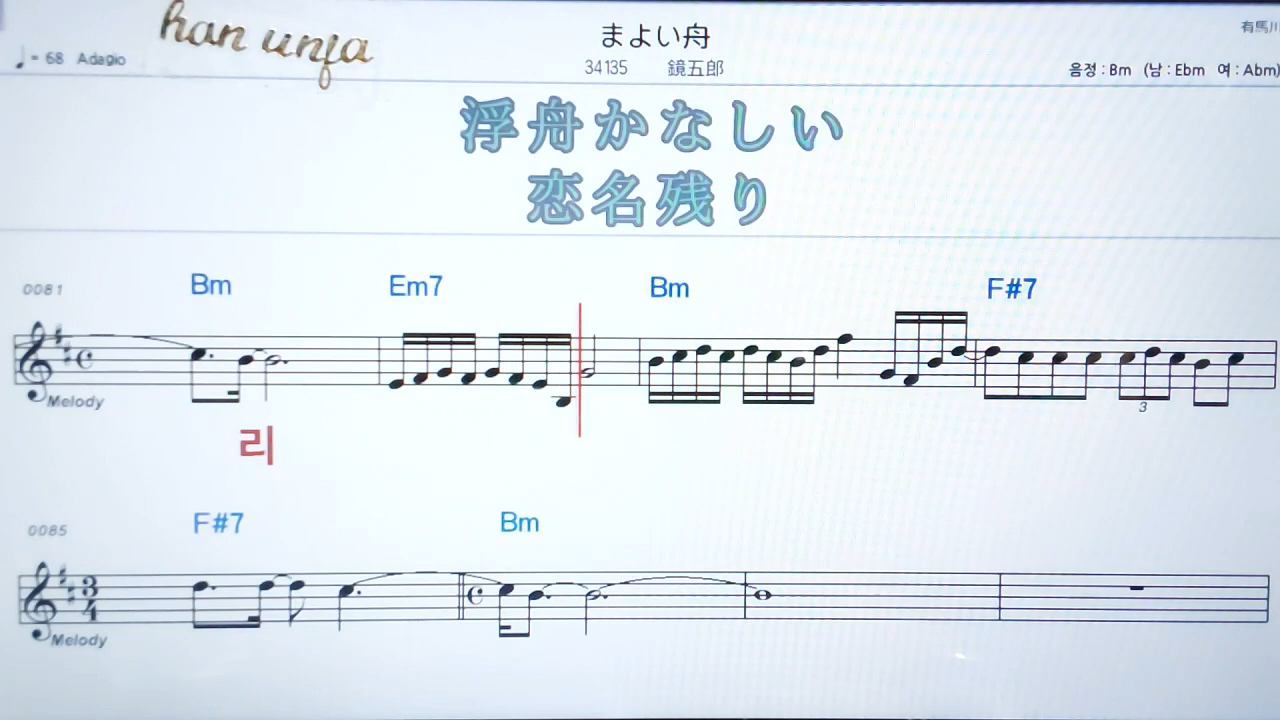 han unja
まよい舟
有馬川
♩= 68 Adagio
34135 鏡五郎
음정 : Bm (남 : Ebm 여 : Abm)
浮舟かなしい
恋名残り
0081 Bm Em7 Bm F#7
Melody
3
리
0085 F#7 Bm
3
4
Melody